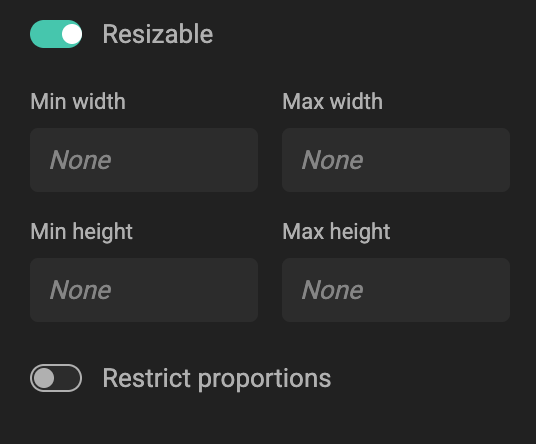 Resizable
Min width Max width
None None
Min height Max height
None None
Restrict proportions